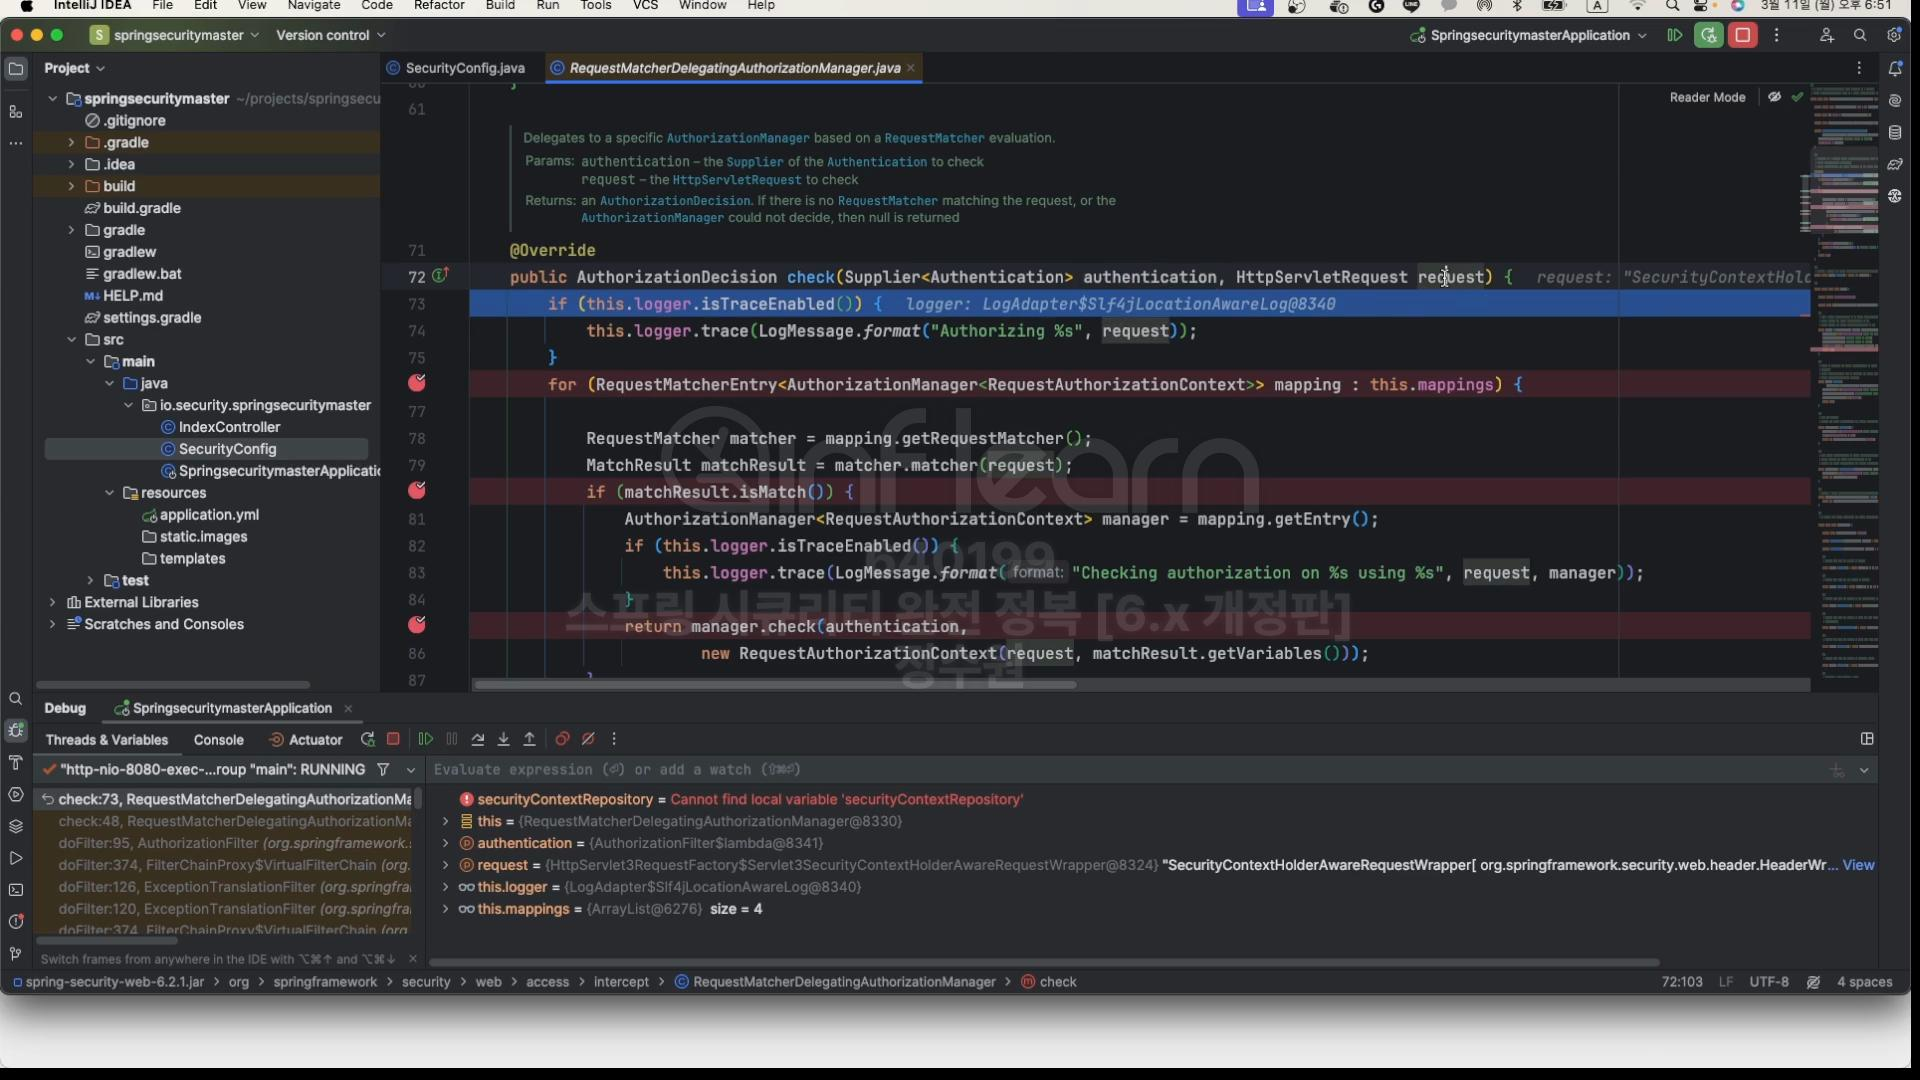 IntelliJ IDEA File Edit View Navigate Code Refactor Build Run Tools VCS Window Help 3월 11일 (월) 오후 6:51
S springsecuritymaster Version control SpringsecuritymasterApplication
Project
SecurityConfig.java RequestMatcherDelegatingAuthorizationManager.java
Reader Mode
springsecuritymaster ~/projects/springsecu
.gitignore
.gradle
.idea
build
build.gradle
gradle
gradlew
gradlew.bat
M↓ HELP.md
settings.gradle
src
main
java
io.security.springsecuritymaster
IndexController
SecurityConfig
SpringsecuritymasterApplicatic
resources
application.yml
static.images
templates
test
External Libraries
Scratches and Consoles
61
Delegates to a specific AuthorizationManager based on a RequestMatcher evaluation.
Params: authentication – the Supplier of the Authentication to check
request – the HttpServletRequest to check
Returns: an AuthorizationDecision. If there is no RequestMatcher matching the request, or the
AuthorizationManager could not decide, then null is returned
71 @Override
72 public AuthorizationDecision check(Supplier<Authentication> authentication, HttpServletRequest request) { request: "SecurityContextHolc
73 if (this.logger.isTraceEnabled()) { logger: LogAdapter$Slf4jLocationAwareLog@8340
74 this.logger.trace(LogMessage.format("Authorizing %s", request));
75 }
for (RequestMatcherEntry<AuthorizationManager<RequestAuthorizationContext>> mapping : this.mappings) {
77
78 RequestMatcher matcher = mapping.getRequestMatcher();
79 MatchResult matchResult = matcher.matcher(request);
if (matchResult.isMatch()) {
81 AuthorizationManager<RequestAuthorizationContext> manager = mapping.getEntry();
82 if (this.logger.isTraceEnabled()) {
83 this.logger.trace(LogMessage.format( format: "Checking authorization on %s using %s", request, manager));
84 }
return manager.check(authentication,
86 new RequestAuthorizationContext(request, matchResult.getVariables()));
87
inflearn
640199
스프링 시큐리티 완전 정복 [6.x 개정판]
정수원
Debug SpringsecuritymasterApplication
Threads & Variables Console Actuator
"http-nio-8080-exec-...roup "main": RUNNING
Evaluate expression (⏎) or add a watch (⇧⌘⏎)
check:73, RequestMatcherDelegatingAuthorizationMa
check:48, RequestMatcherDelegatingAuthorizationMa
doFilter:95, AuthorizationFilter (org.springframework.
doFilter:374, FilterChainProxy$VirtualFilterChain (org.
doFilter:126, ExceptionTranslationFilter (org.springfra
doFilter:120, ExceptionTranslationFilter (org.springfra
doFilter:374, FilterChainProxy$VirtualFilterChain (org
Switch frames from anywhere in the IDE with ⌥⌘↑ and ⌥⌘↓
securityContextRepository = Cannot find local variable 'securityContextRepository'
this = {RequestMatcherDelegatingAuthorizationManager@8330}
authentication = {AuthorizationFilter$lambda@8341}
request = {HttpServlet3RequestFactory$Servlet3SecurityContextHolderAwareRequestWrapper@8324} "SecurityContextHolderAwareRequestWrapper[ org.springframework.security.web.header.HeaderWr... View
this.logger = {LogAdapter$Slf4jLocationAwareLog@8340}
this.mappings = {ArrayList@6276} size = 4
spring-security-web-6.2.1.jar > org > springframework > security > web > access > intercept > RequestMatcherDelegatingAuthorizationManager > check 72:103 LF UTF-8 4 spaces